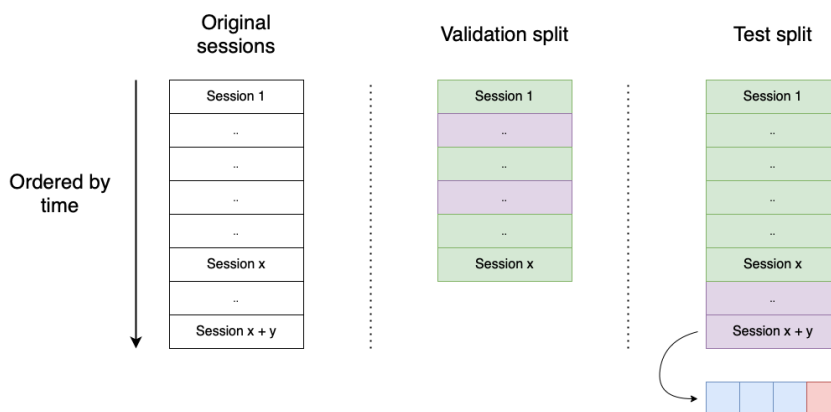 Original
sessions
Validation split
Test split
Ordered by
time
Session 1
..
..
..
..
Session x
..
Session x + y
Session 1
..
..
..
..
Session x
Session 1
..
..
..
..
Session x
..
Session x + y